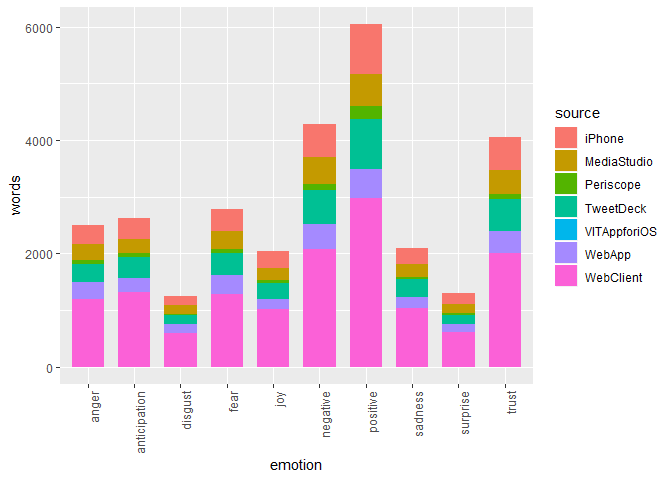 6000
4000
2000
0
words
anger
anticipation
disgust
fear
joy
negative
positive
sadness
surprise
trust
emotion
source
iPhone
MediaStudio
Periscope
TweetDeck
VITAppforiOS
WebApp
WebClient